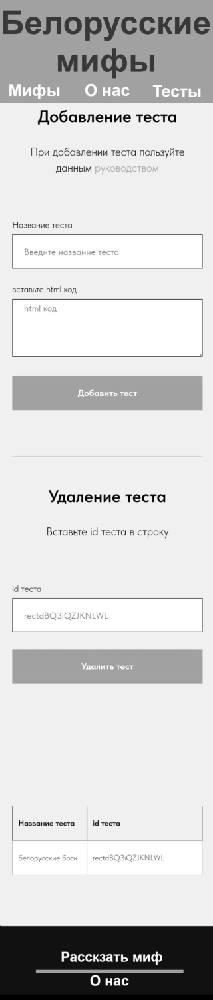 Белорусские
мифы
Мифы О нас Тесты
Добавление теста
При добавлении теста пользуйте
данным руководством
Название теста
Введите название теста
вставьте html код
html код
Добавить тест
Удаление теста
Вставьте id теста в строку
id теста
rectdBQ3iQZJKNLWL
Удалить тест
Название теста id теста
белорусские боги rectdBQ3iQZJKNLWL
Расскзать миф
О нас